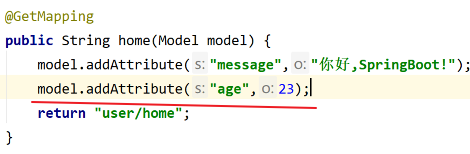 @GetMapping
public String home(Model model) {
model.addAttribute( s: "message", o: "你好,SpringBoot!");
model.addAttribute( s: "age", o: 23);
return "user/home";
}